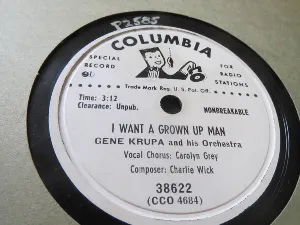 P2585
COLUMBIA
SPECIAL RECORD
FOR RADIO STATIONS
Trade Mark Reg. U. S. Pat. Off.
Time: 3:12
Clearance: Unpub.
NONBREAKABLE
I WANT A GROWN UP MAN
GENE KRUPA and his Orchestra
Vocal Chorus: Carolyn Grey
Composer: Charlie Wick
38622
(CCO 4684)